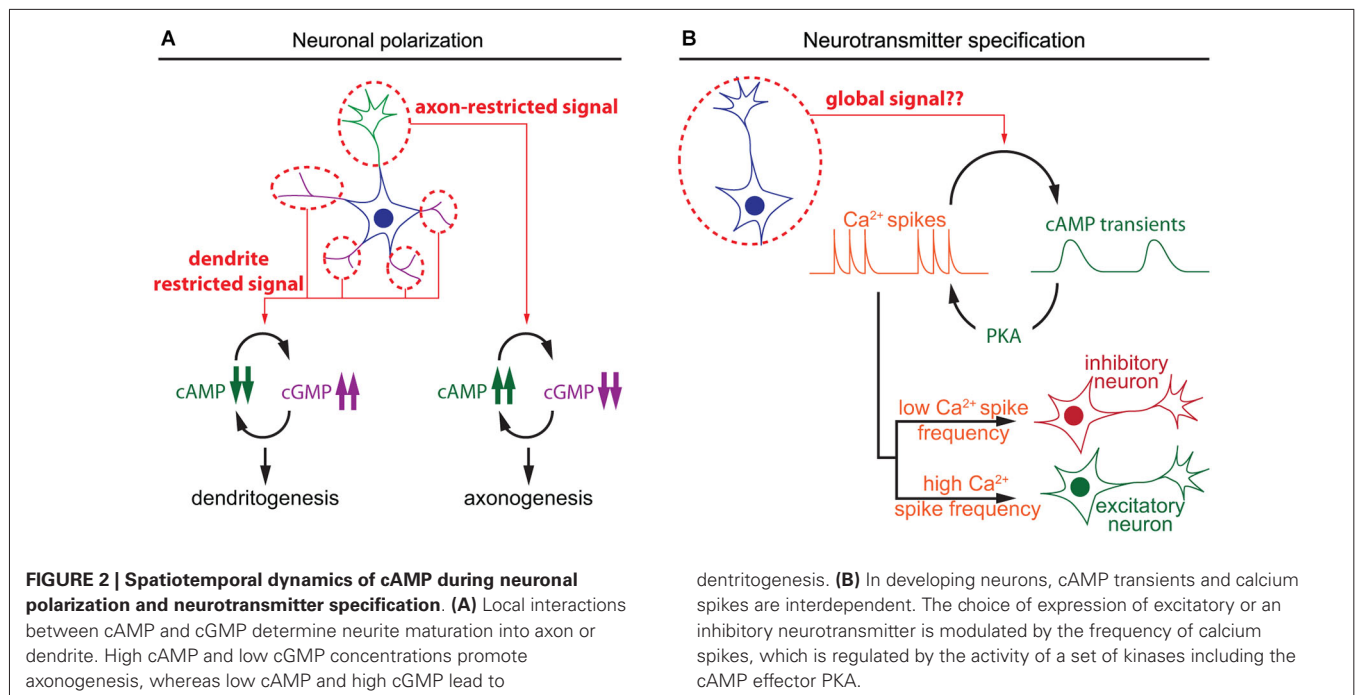 A Neuronal polarization
axon-restricted signal
dendrite
restricted signal
cAMP cGMP
cAMP cGMP
dendritogenesis
axonogenesis
B Neurotransmitter specification
global signal??
Ca²⁺ spikes
cAMP transients
PKA
inhibitory
neuron
low Ca²⁺ spike
frequency
high Ca²⁺
spike frequency
excitatory
neuron
FIGURE 2 | Spatiotemporal dynamics of cAMP during neuronal
polarization and neurotransmitter specification. (A) Local interactions
between cAMP and cGMP determine neurite maturation into axon or
dendrite. High cAMP and low cGMP concentrations promote
axonogenesis, whereas low cAMP and high cGMP lead to
dentritogenesis. (B) In developing neurons, cAMP transients and calcium
spikes are interdependent. The choice of expression of excitatory or an
inhibitory neurotransmitter is modulated by the frequency of calcium
spikes, which is regulated by the activity of a set of kinases including the
cAMP effector PKA.